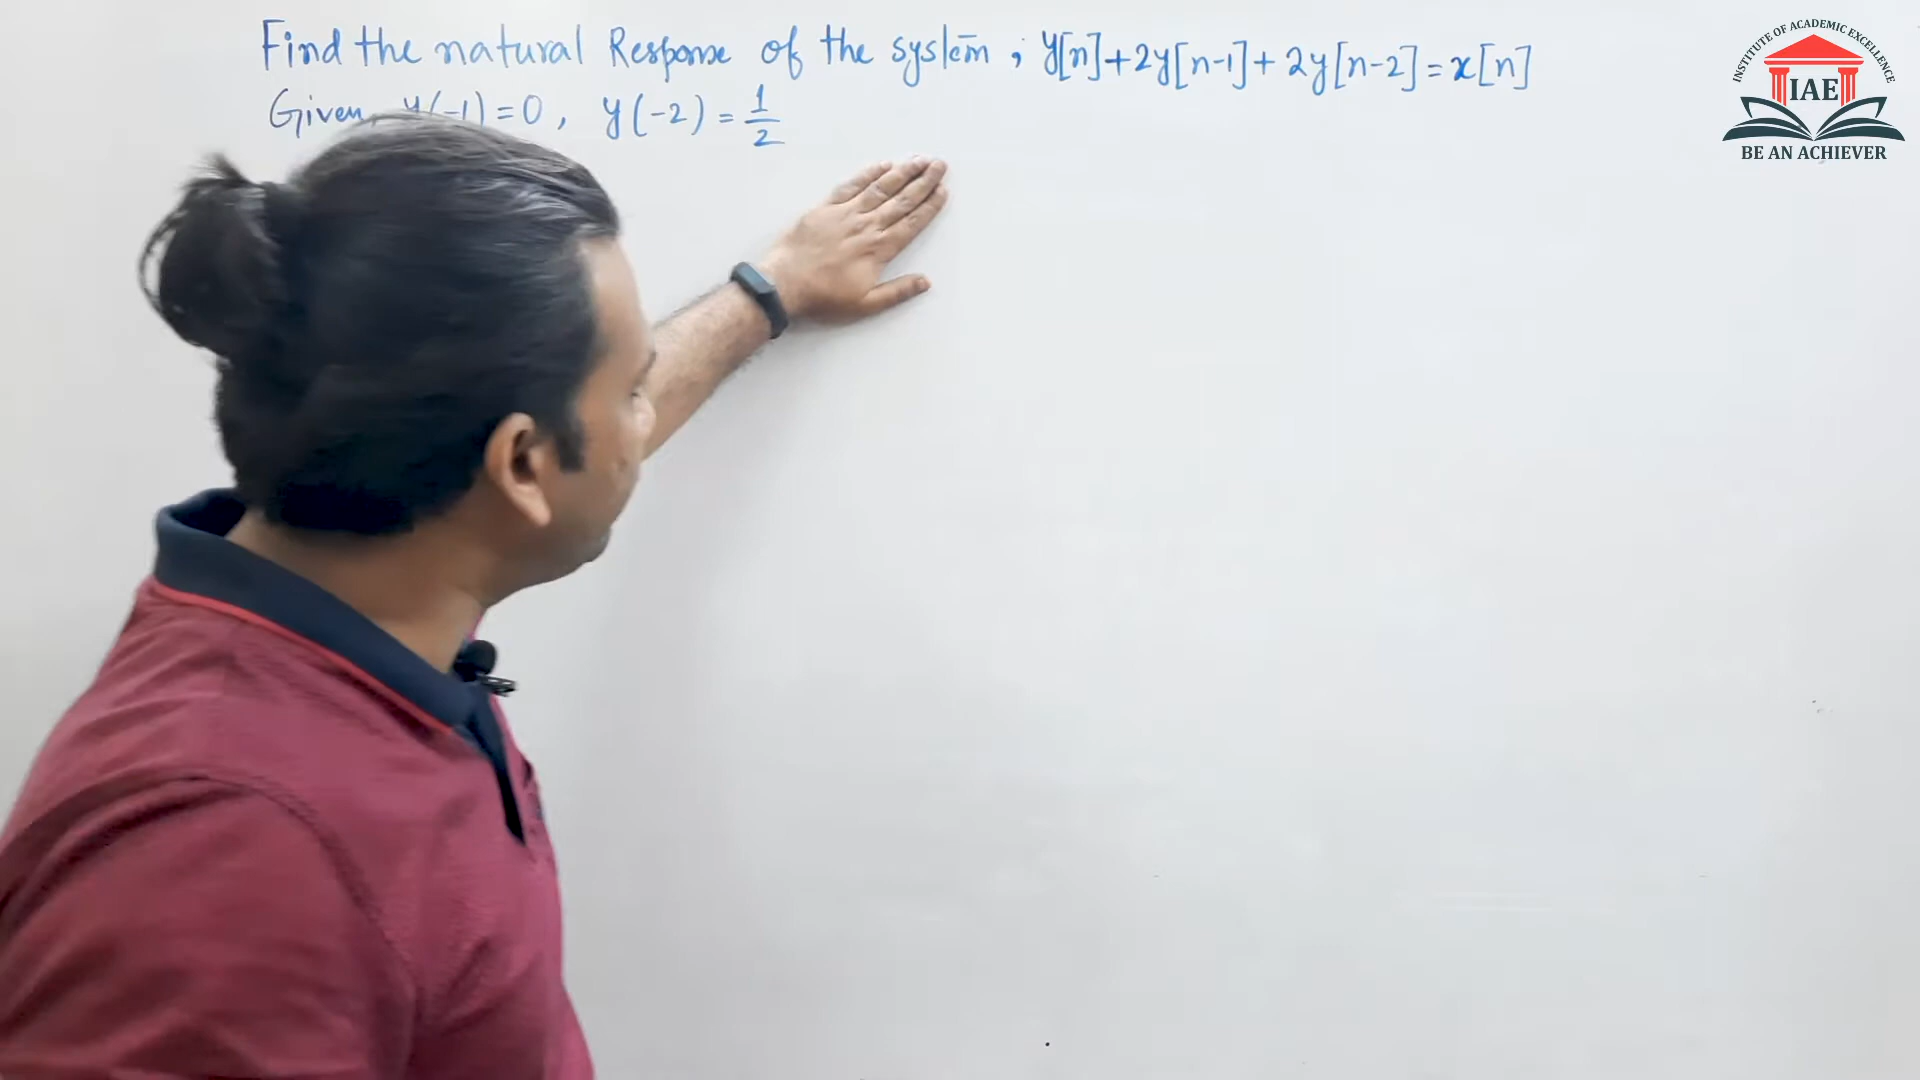 Find the natural Response of the system ; y[n]+2y[n-1]+2y[n-2]=x[n]
Given, y(-1)=0, y(-2)=1/2
INSTITUTE OF ACADEMIC EXCELLENCE
IAE
BE AN ACHIEVER